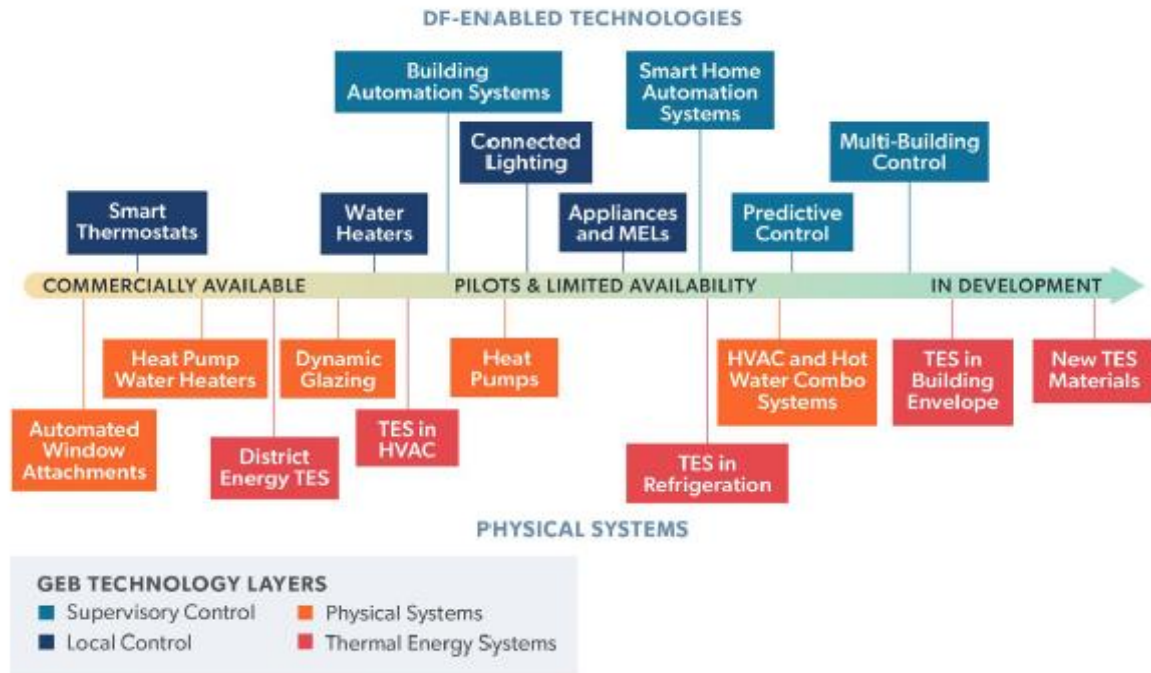 DF-ENABLED TECHNOLOGIES
Building
Automation Systems
Smart Home
Automation
Systems
Connected
Lighting
Multi-Building
Control
Smart
Thermostats
Water
Heaters
Appliances
and MELs
Predictive
Control
COMMERCIALLY AVAILABLE
PILOTS & LIMITED AVAILABILITY
IN DEVELOPMENT
Heat Pump
Water Heaters
Dynamic
Glazing
Heat
Pumps
HVAC and Hot
Water Combo
Systems
TES in
Building
Envelope
New TES
Materials
Automated
Window
Attachments
District
Energy TES
TES in
HVAC
TES in
Refrigeration
PHYSICAL SYSTEMS
GEB TECHNOLOGY LAYERS
Supervisory Control
Physical Systems
Local Control
Thermal Energy Systems